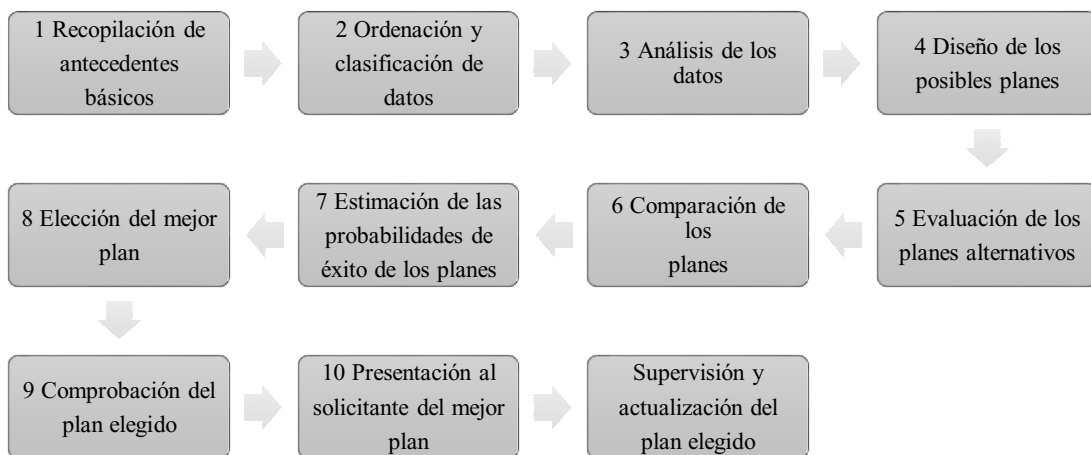 1 Recopilación de
antecedentes
básicos
2 Ordenación y
clasificación de
datos
3 Análisis de los
datos
4 Diseño de los
posibles planes
5 Evaluación de los
planes alternativos
6 Comparación de
los
planes
7 Estimación de las
probabilidades de
éxito de los planes
8 Elección del mejor
plan
9 Comprobación del
plan elegido
10 Presentación al
solicitante del mejor
plan
Supervisión y
actualización del
plan elegido